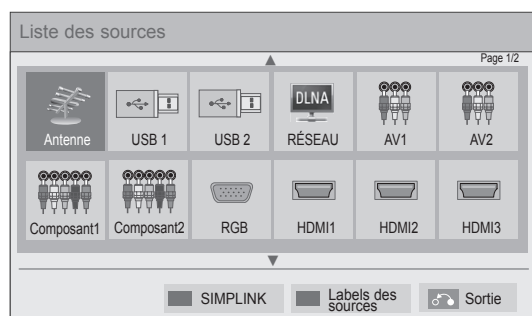 Liste des sources
Page 1/2
DLNA
Antenne
USB 1
USB 2
RÉSEAU
AV1
AV2
Composant1
Composant2
RGB
HDMI1
HDMI2
HDMI3
SIMPLINK
Labels des
sources
Sortie